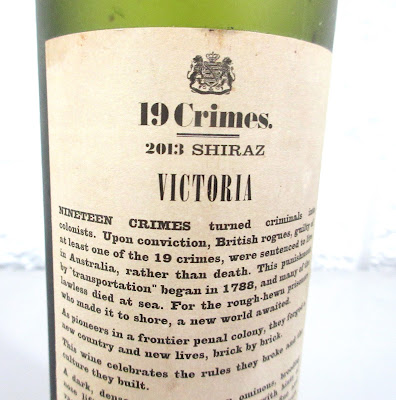 19 Crimes.
2013 SHIRAZ
VICTORIA
NINETEEN CRIMES turned criminals
colonists. Upon conviction, British rogues, guilty
at least one of the 19 crimes, were sentenced to
in Australia, rather than death. This punishment
by "transportation" began in 1788, and many of
lawless died at sea. For the rough-hewn prisoners
who made it to shore, a new world awaited.
As pioneers in a frontier penal colony, they forged
new country and new lives, brick by brick.
This wine celebrates the rules they broke and the
culture they built.
A dark, ominous,